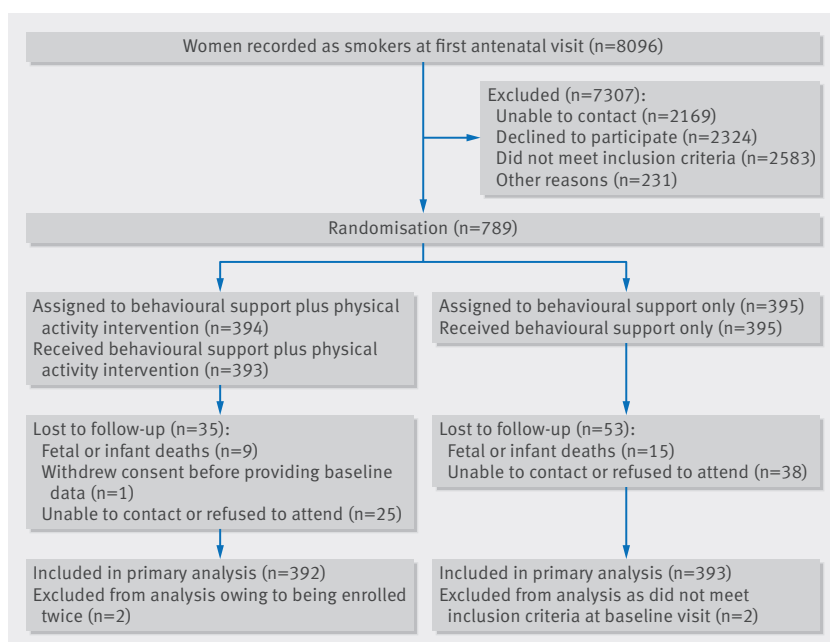 Women recorded as smokers at first antenatal visit (n=8096)
Excluded (n=7307):
Unable to contact (n=2169)
Declined to participate (n=2324)
Did not meet inclusion criteria (n=2583)
Other reasons (n=231)
Randomisation (n=789)
Assigned to behavioural support plus physical
activity intervention (n=394)
Received behavioural support plus physical
activity intervention (n=393)
Assigned to behavioural support only (n=395)
Received behavioural support only (n=395)
Lost to follow-up (n=35):
Fetal or infant deaths (n=9)
Withdrew consent before providing baseline
data (n=1)
Unable to contact or refused to attend (n=25)
Lost to follow-up (n=53):
Fetal or infant deaths (n=15)
Unable to contact or refused to attend (n=38)
Included in primary analysis (n=392)
Excluded from analysis owing to being enrolled
twice (n=2)
Included in primary analysis (n=393)
Excluded from analysis as did not meet
inclusion criteria at baseline visit (n=2)